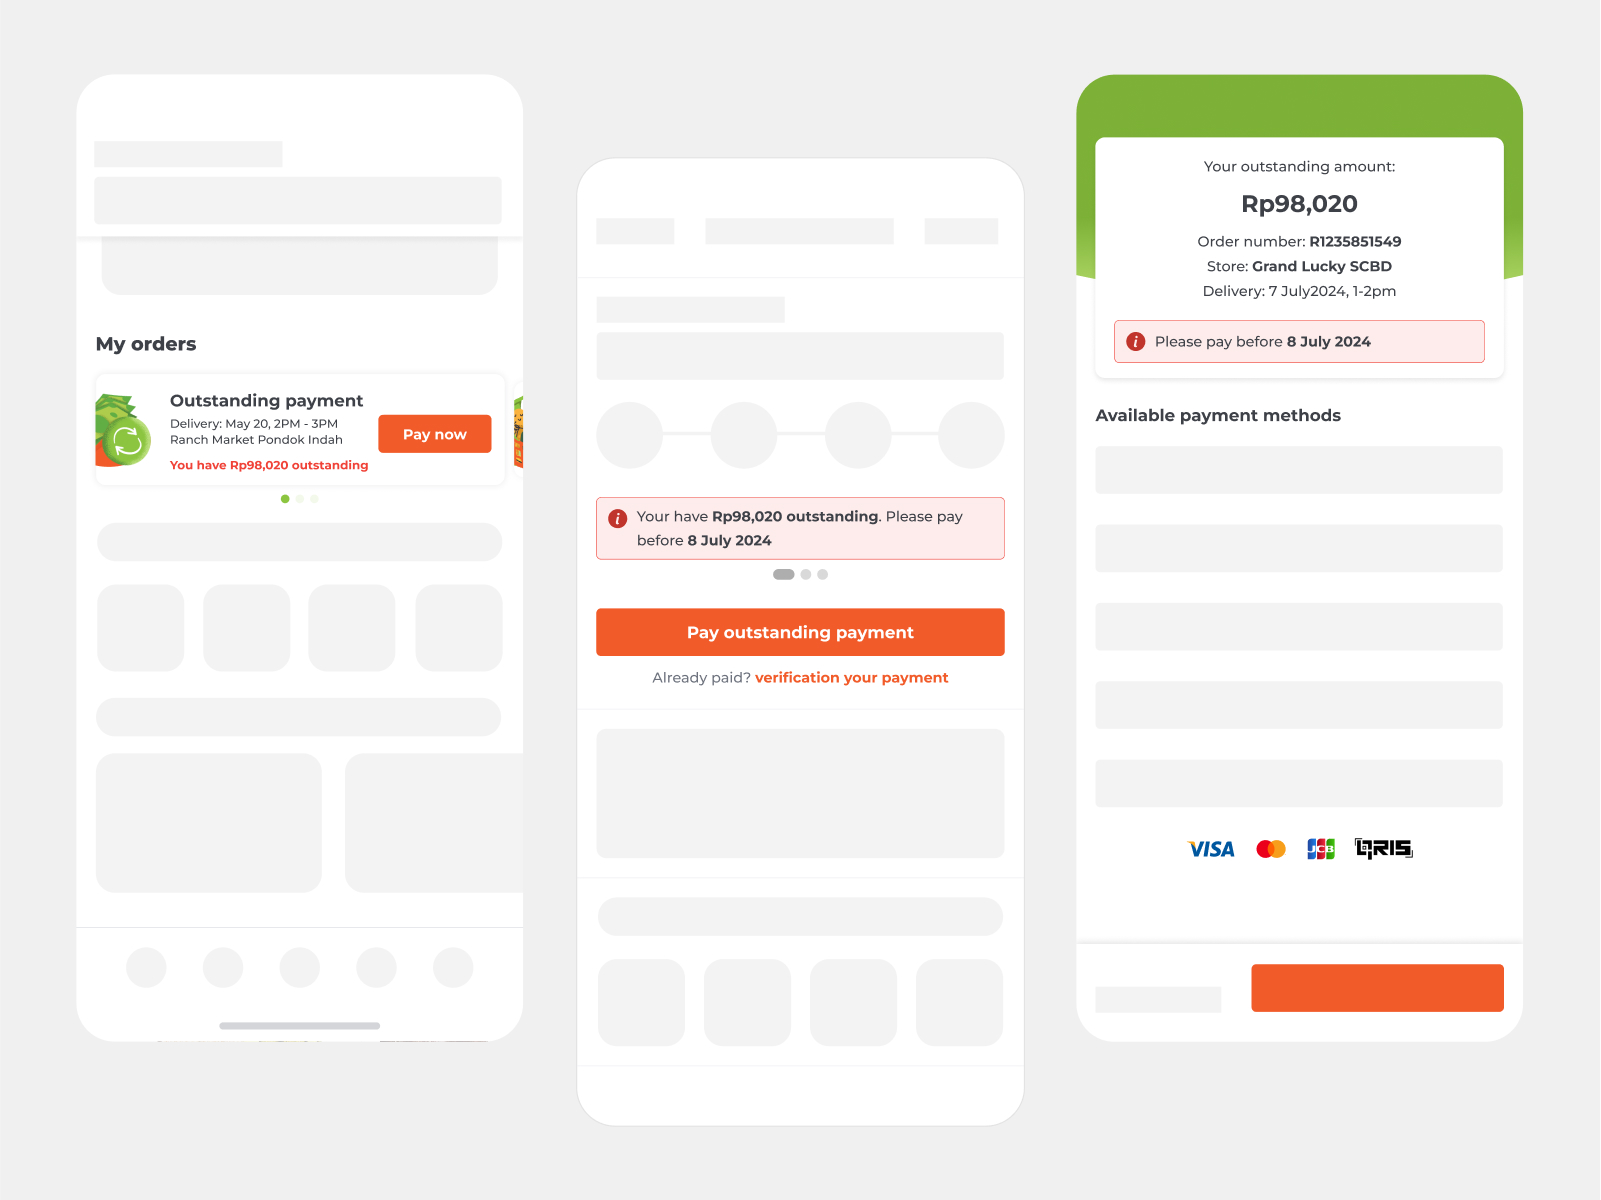 My orders
Outstanding payment
Delivery: May 20, 2PM - 3PM
Ranch Market Pondok Indah
You have Rp98,020 outstanding
Pay now
Your have Rp98,020 outstanding. Please pay
before 8 July 2024
Pay outstanding payment
Already paid? verification your payment
Your outstanding amount:
Rp98,020
Order number: R1235851549
Store: Grand Lucky SCBD
Delivery: 7 July2024, 1-2pm
Please pay before 8 July 2024
Available payment methods
VISA JCB QRIS